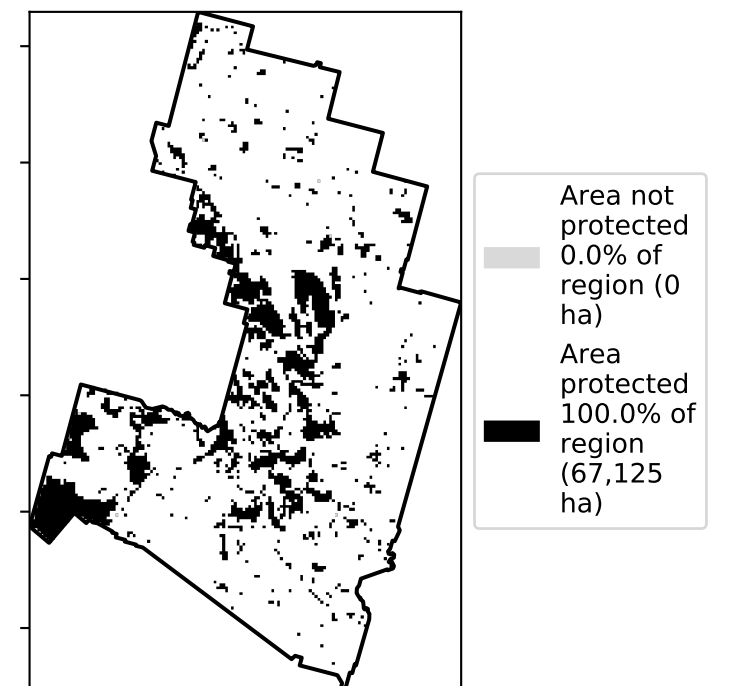 Area not
protected
0.0% of
region (0
ha)
Area
protected
100.0% of
region
(67,125
ha)